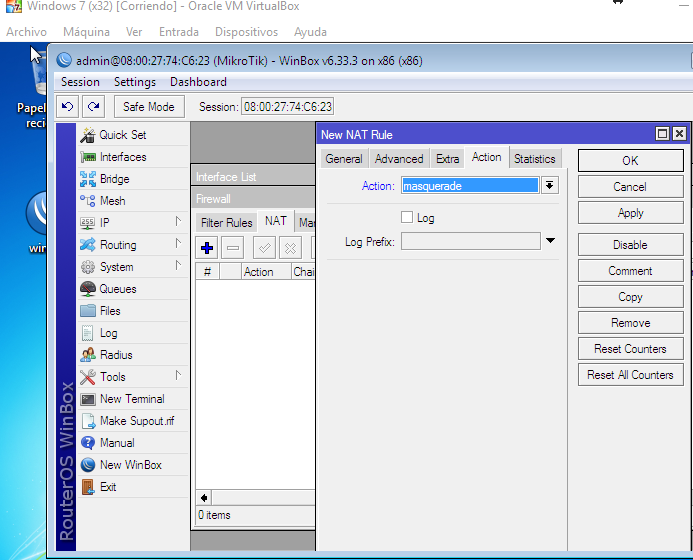 Windows 7 (x32) [Corriendo] - Oracle VM VirtualBox
Archivo Máquina Ver Entrada Dispositivos Ayuda
admin@08:00:27:74:C6:23 (MikroTik) - WinBox v6.33.3 on x86 (x86)
Session Settings Dashboard
Safe Mode Session: 08:00:27:74:C6:23
Papel
reci
win
RouterOS WinBox
Quick Set
Interfaces
Bridge
Mesh
IP
Routing
System
Queues
Files
Log
Radius
Tools
New Terminal
Make Supout.rif
Manual
New WinBox
Exit
Interface List
Firewall
Filter Rules NAT Ma
# Action Chai
0 items
New NAT Rule
General Advanced Extra Action Statistics
Action: masquerade
Log
Log Prefix:
OK
Cancel
Apply
Disable
Comment
Copy
Remove
Reset Counters
Reset All Counters